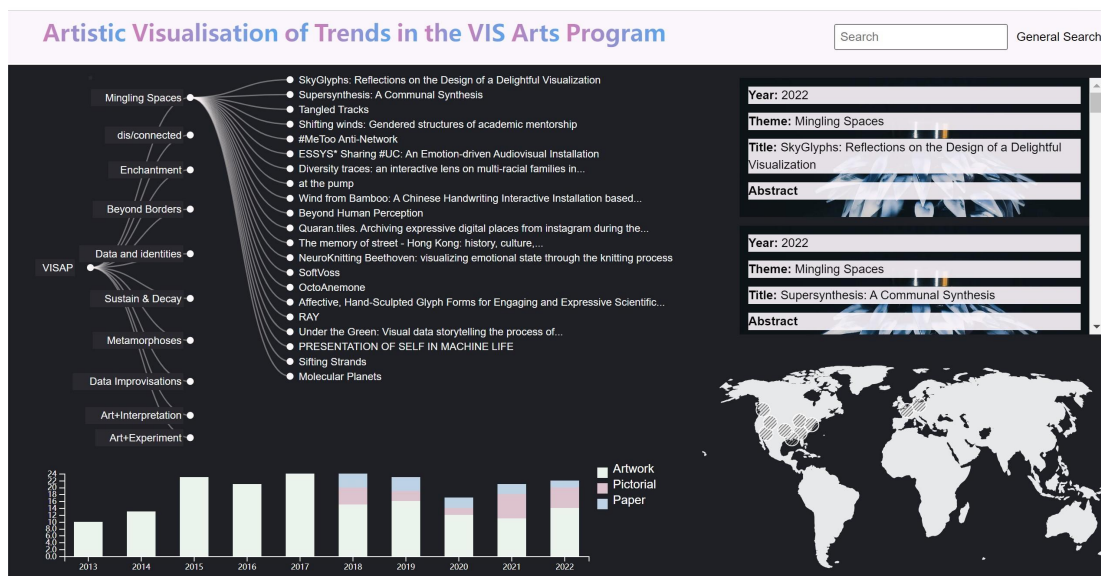 Artistic Visualisation of Trends in the VIS Arts Program
Search
General Search
VISAP
Mingling Spaces
dis/connected
Enchantment
Beyond Borders
Data and identities
Sustain & Decay
Metamorphoses
Data Improvisations
Art+Interpretation
Art+Experiment
SkyGlyphs: Reflections on the Design of a Delightful Visualization
Supersynthesis: A Communal Synthesis
Tangled Tracks
Shifting winds: Gendered structures of academic mentorship
#MeToo Anti-Network
ESSYS* Sharing #UC: An Emotion-driven Audiovisual Installation
Diversity traces: an interactive lens on multi-racial families in...
at the pump
Wind from Bamboo: A Chinese Handwriting Interactive Installation based...
Beyond Human Perception
Quaran.tiles. Archiving expressive digital places from instagram during the...
The memory of street - Hong Kong: history, culture,...
NeuroKnitting Beethoven: visualizing emotional state through the knitting process
SoftVoss
OctoAnemone
Affective, Hand-Sculpted Glyph Forms for Engaging and Expressive Scientific...
RAY
Under the Green: Visual data storytelling the process of...
PRESENTATION OF SELF IN MACHINE LIFE
Sifting Strands
Molecular Planets
Year: 2022
Theme: Mingling Spaces
Title: SkyGlyphs: Reflections on the Design of a Delightful
Visualization
Abstract
Year: 2022
Theme: Mingling Spaces
Title: Supersynthesis: A Communal Synthesis
Abstract
24
22
20
18
16
14
12
10
8.0
6.0
4.0
2.0
0.0
2013 2014 2015 2016 2017 2018 2019 2020 2021 2022
Artwork
Pictorial
Paper